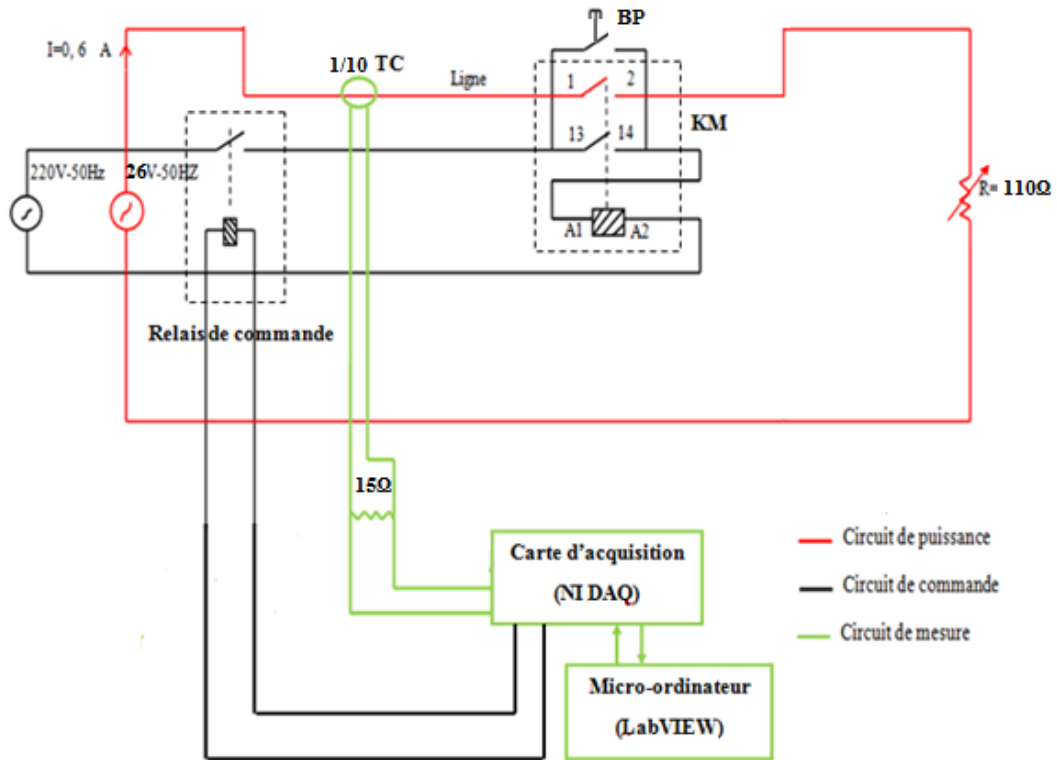 BP
I=0, 6 A
1/10 TC
Ligne
1
2
KM
13
14
220V-50Hz
26V-50HZ
R= 110Ω
A1
A2
Relais de commande
15Ω
Carte d'acquisition
(NI DAQ)
Circuit de puissance
Circuit de commande
Circuit de mesure
Micro-ordinateur
(LabVIEW)